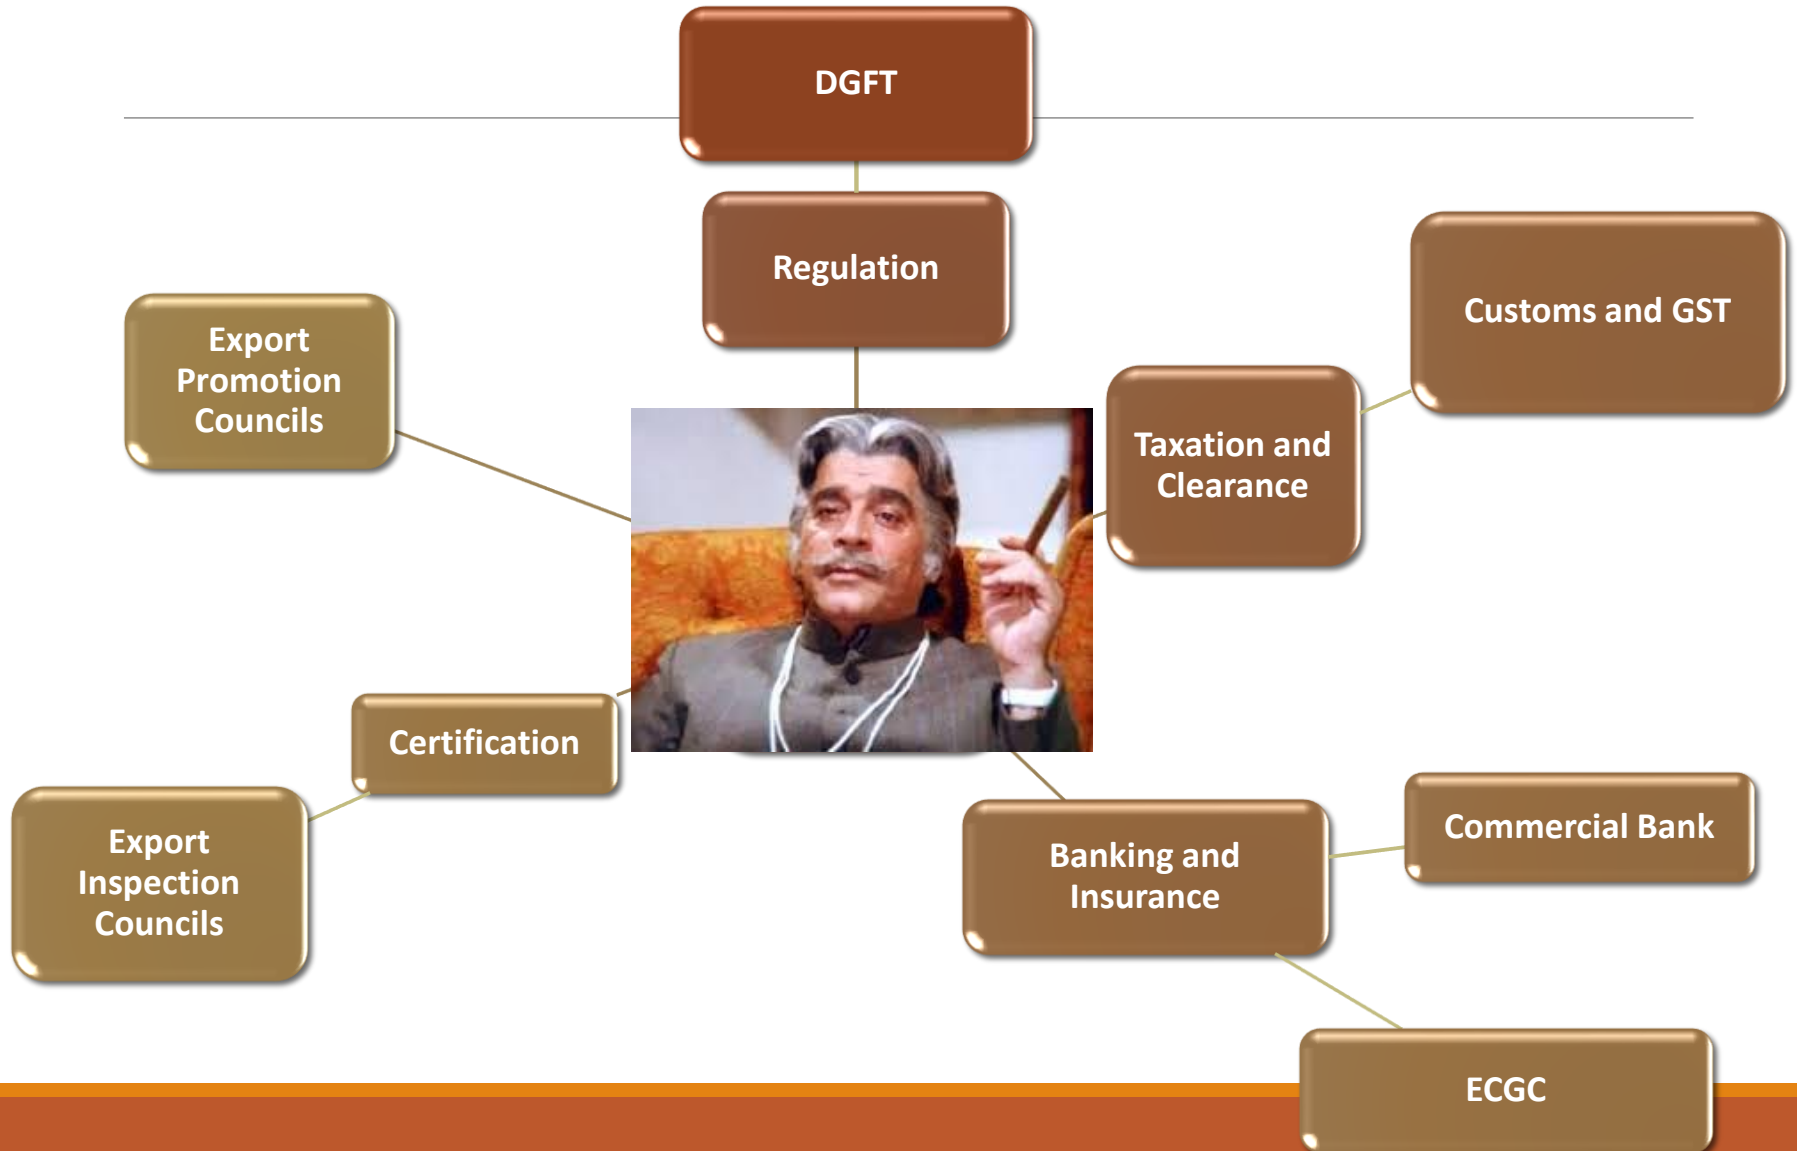 DGFT
Regulation
Customs and GST
Export
Promotion
Councils
Taxation and
Clearance
Certification
Export
Inspection
Councils
Banking and
Insurance
Commercial Bank
ECGC